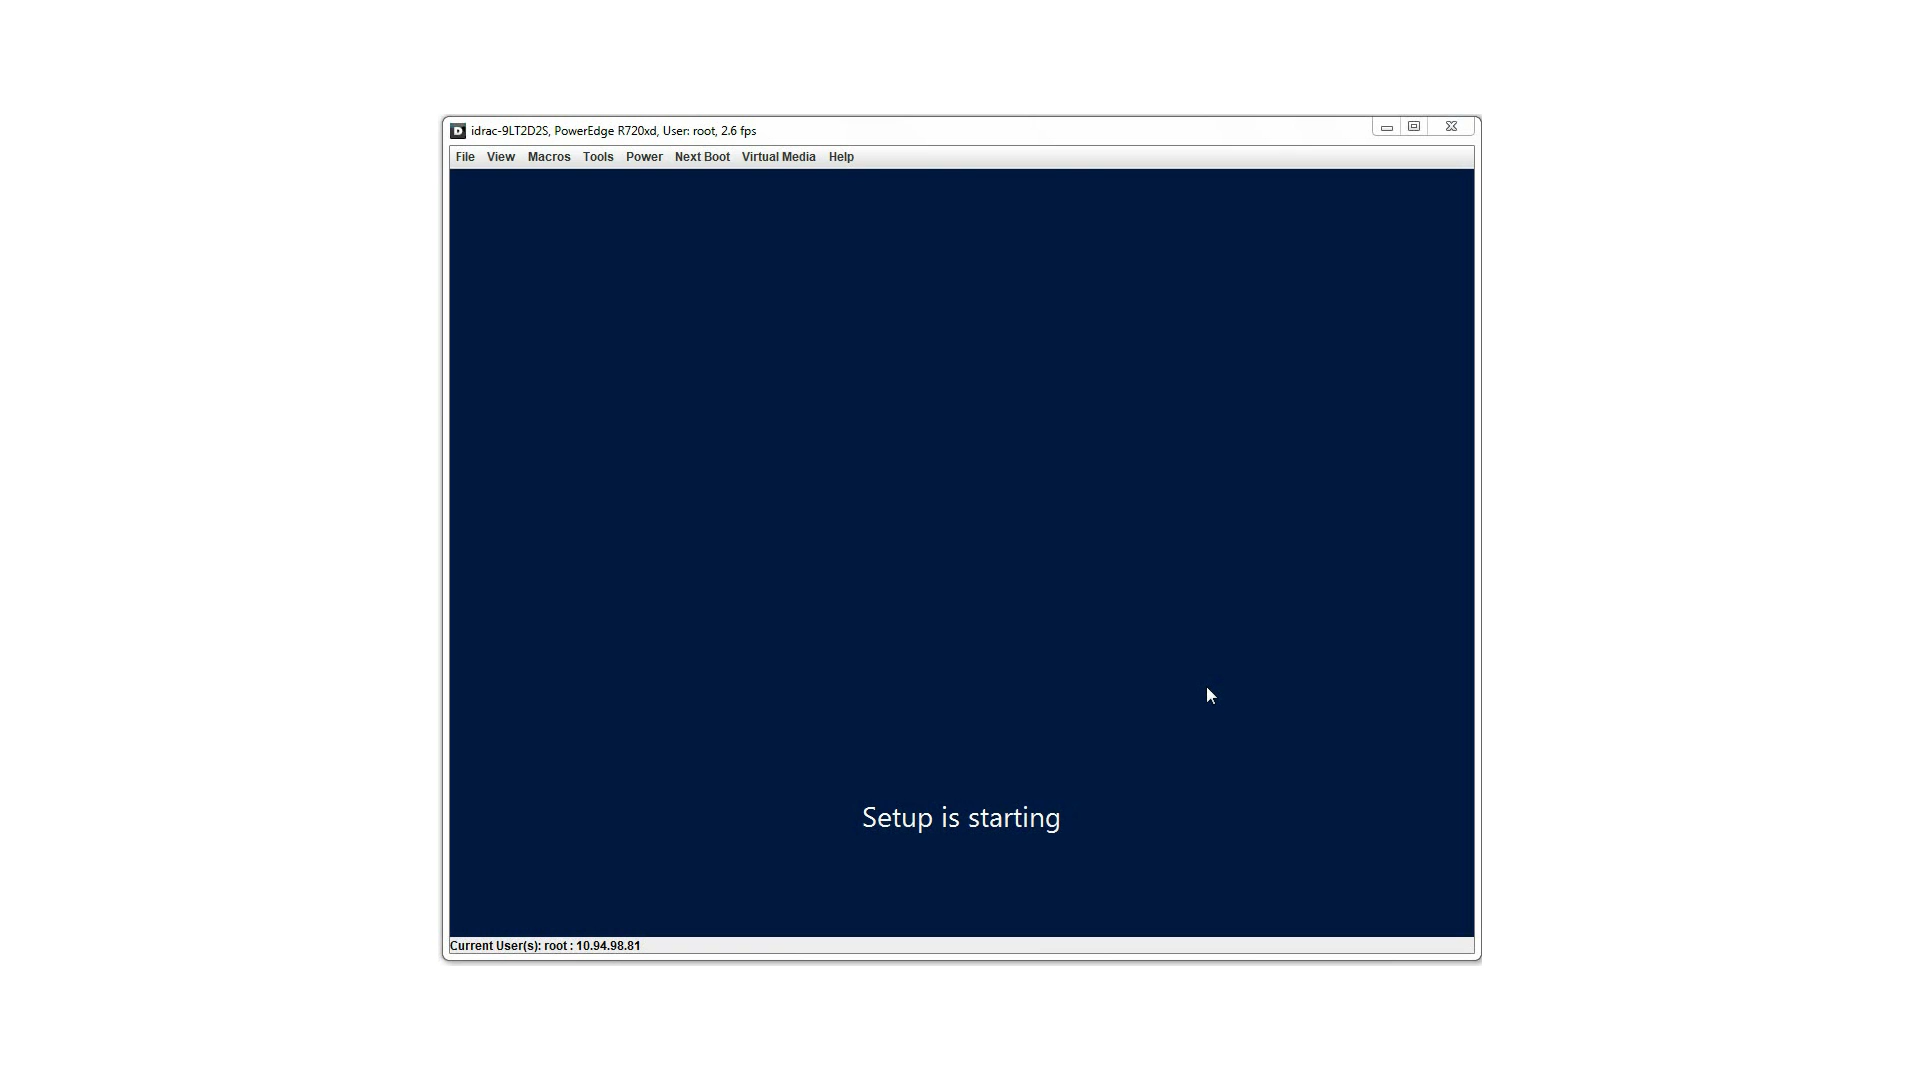 D idrac-9LT2D2S, PowerEdge R720xd, User: root, 2.6 fps
File View Macros Tools Power Next Boot Virtual Media Help
Setup is starting
Current User(s): root : 10.94.98.81